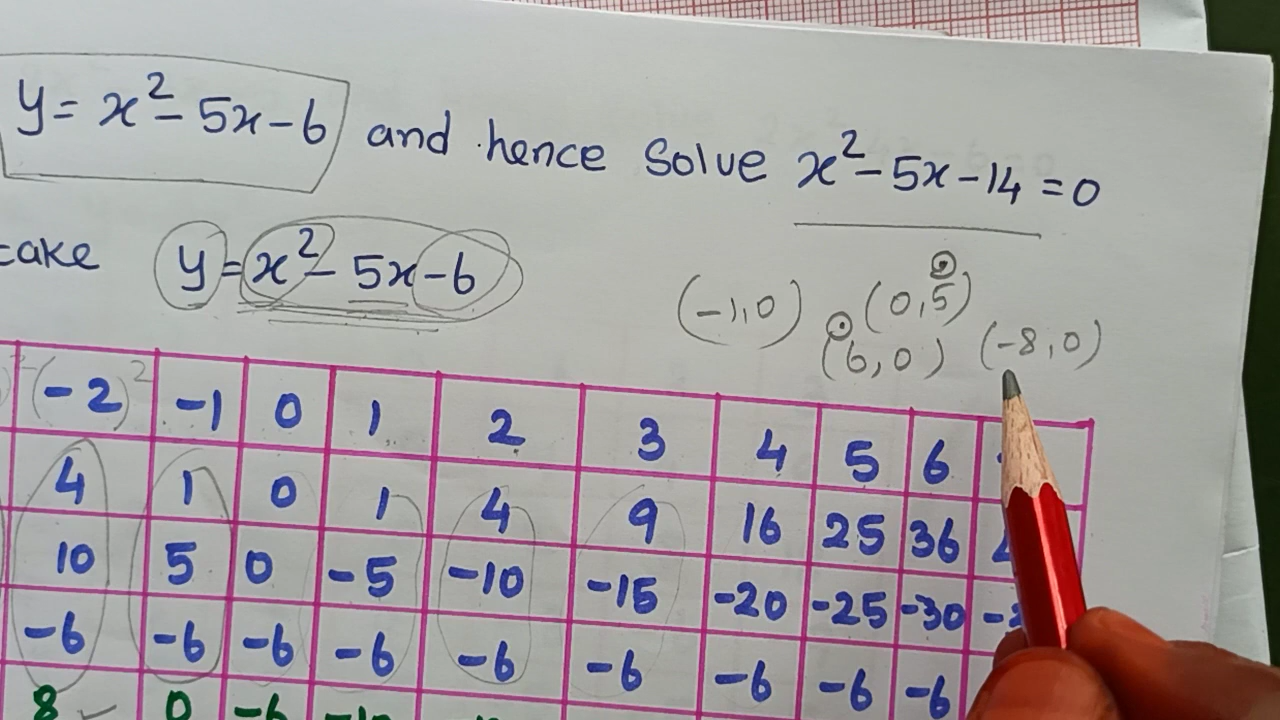 y = x² - 5x - 6 and hence Solve x² - 5x - 14 = 0
take y = x² - 5x - 6
(-1,0) (0,5)
(6,0) (-8,0)
(-2)² -1 0 1 2 3 4 5 6
4 1 0 1 4 9 16 25 36
10 5 0 -5 -10 -15 -20 -25 -30
-6 -6 -6 -6 -6 -6 -6 -6 -6
8 0 -6